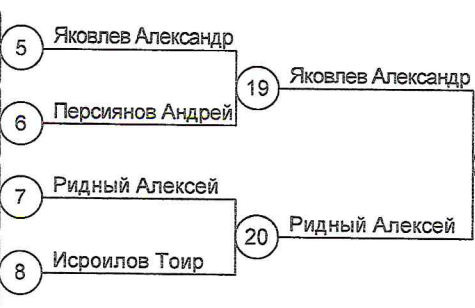 5 Яковлев Александр
19 Яковлев Александр
6 Персиянов Андрей
7 Ридный Алексей
20 Ридный Алексей
8 Исроилов Тоир